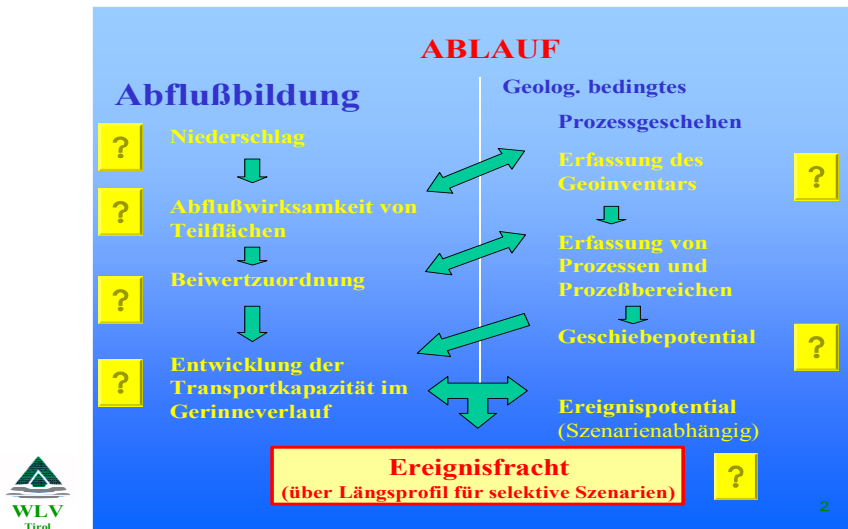 ABLAUF
Abflußbildung
?
Niederschlag
?
Abflußwirksamkeit von
Teilflächen
?
Beiwertzuordnung
?
Entwicklung der
Transportkapazität im
Gerinneverlauf
Geolog. bedingtes
Prozessgeschehen
Erfassung des
Geoinventars
?
Erfassung von
Prozessen und
Prozeßbereichen
Geschiebepotential
?
Ereignispotential
(Szenarienabhängig)
Ereignisfracht
(über Längsprofil für selektive Szenarien)
?
2
WLV
Tirol